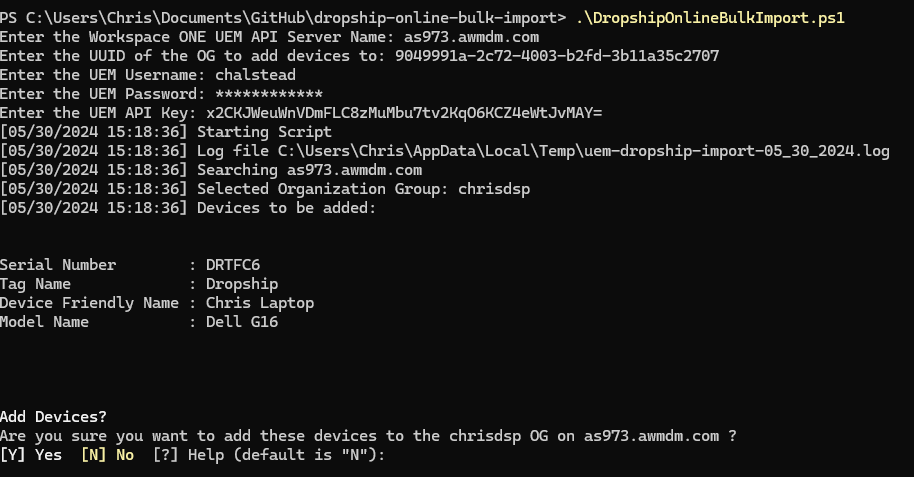 PS C:\Users\Chris\Documents\GitHub\dropship-online-bulk-import> .\DropshipOnlineBulkImport.ps1
Enter the Workspace ONE UEM API Server Name: as973.awmdm.com
Enter the UUID of the OG to add devices to: 9049991a-2c72-4003-b2fd-3b11a35c2707
Enter the UEM Username: chalstead
Enter the UEM Password: ************
Enter the UEM API Key: x2CKJWeuWnVDmFLC8zMuMbu7tv2KqO6KCZ4eWtJvMAY=
[05/30/2024 15:18:36] Starting Script
[05/30/2024 15:18:36] Log file C:\Users\Chris\AppData\Local\Temp\uem-dropship-import-05_30_2024.log
[05/30/2024 15:18:36] Searching as973.awmdm.com
[05/30/2024 15:18:36] Selected Organization Group: chrisdsp
[05/30/2024 15:18:36] Devices to be added:
Serial Number : DRTFC6
Tag Name : Dropship
Device Friendly Name : Chris Laptop
Model Name : Dell G16
Add Devices?
Are you sure you want to add these devices to the chrisdsp OG on as973.awmdm.com ?
[Y] Yes [N] No [?] Help (default is "N"):